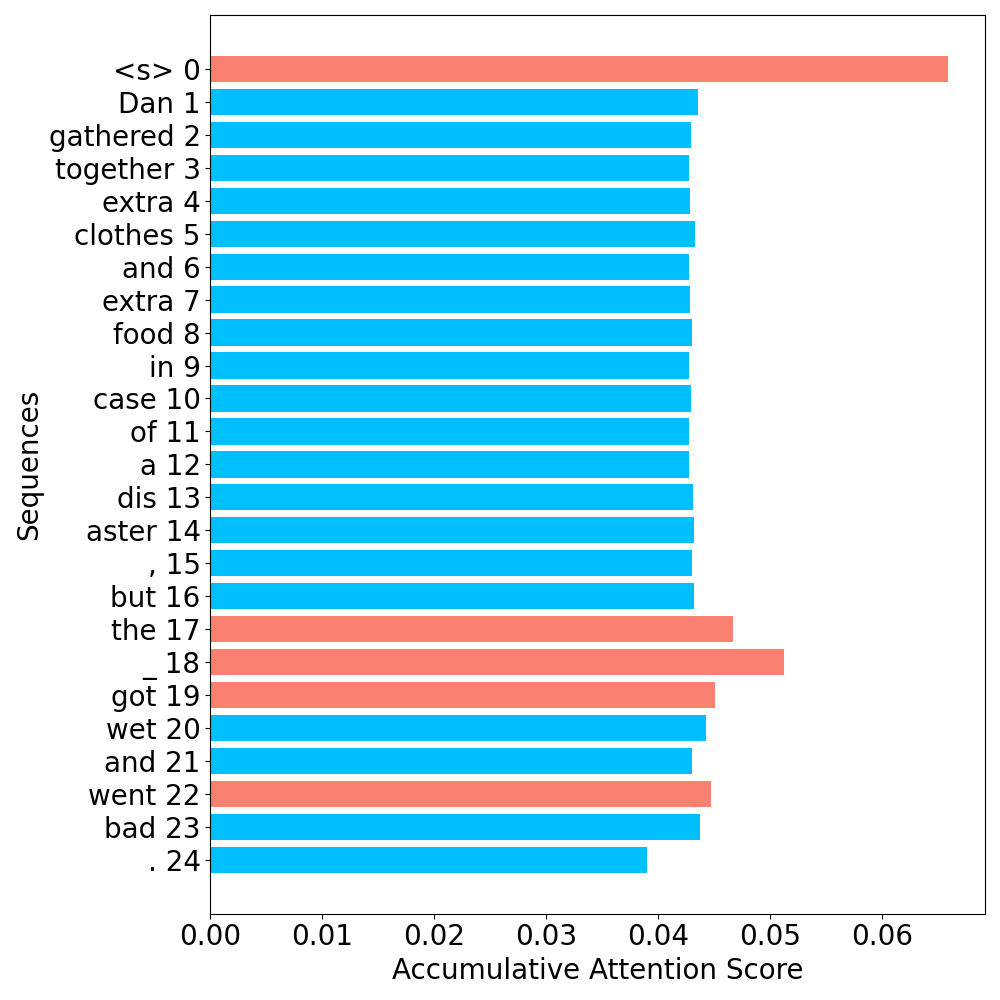 <s> 0
Dan 1
gathered 2
together 3
extra 4
clothes 5
and 6
extra 7
food 8
in 9
case 10
of 11
a 12
dis 13
aster 14
, 15
but 16
the 17
_ 18
got 19
wet 20
and 21
went 22
bad 23
. 24
Sequences
0.00 0.01 0.02 0.03 0.04 0.05 0.06
Accumulative Attention Score